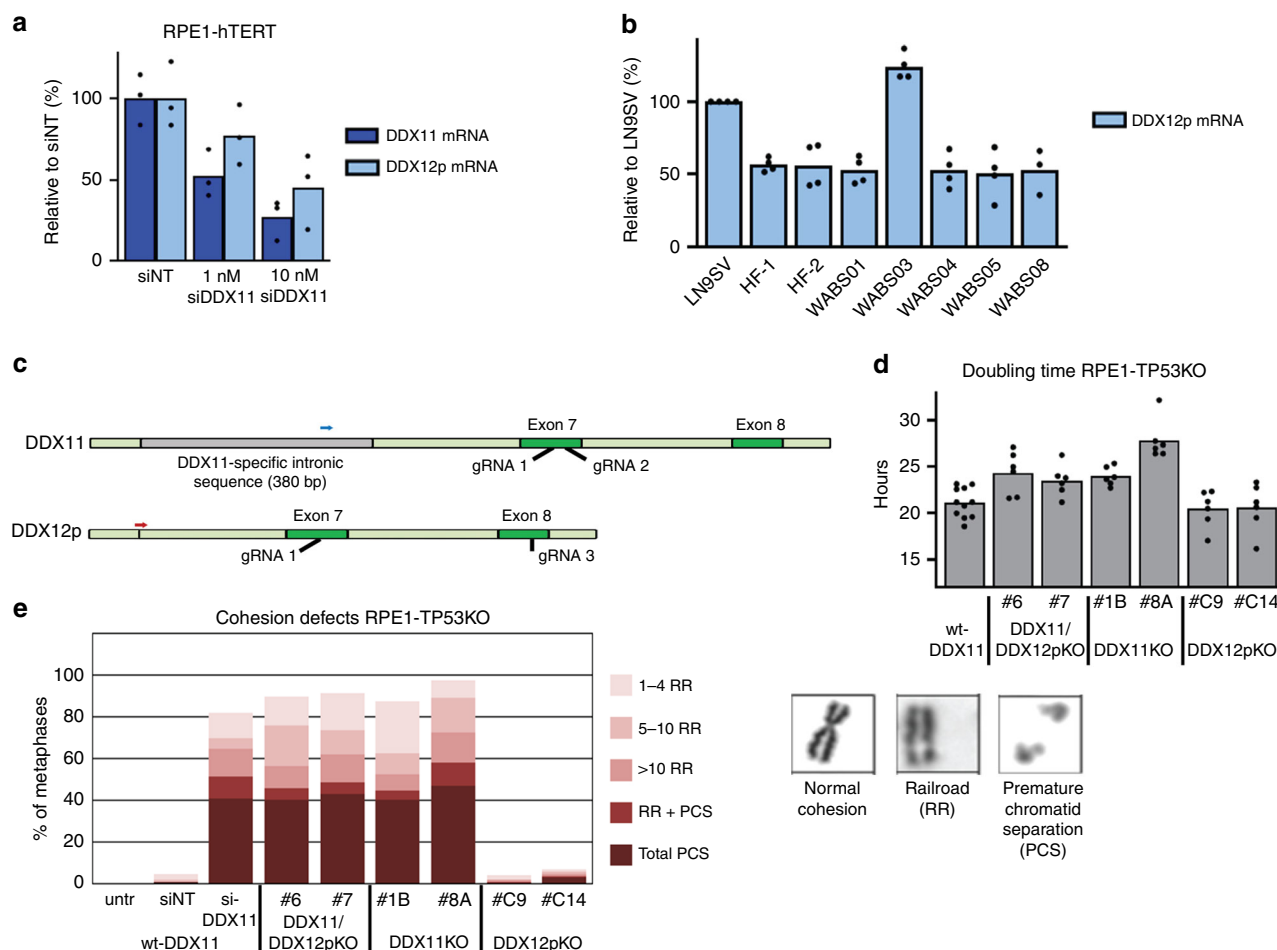 a
RPE1-hTERT
Relative to siNT (%)
100
50
0
siNT
1 nM
siDDX11
10 nM
siDDX11
DDX11 mRNA
DDX12p mRNA
b
Relative to LN9SV (%)
100
50
0
LN9SV
HF-1
HF-2
WABS01
WABS03
WABS04
WABS05
WABS08
DDX12p mRNA
c
DDX11
Exon 7
Exon 8
DDX11-specific intronic
sequence (380 bp)
gRNA 1
gRNA 2
DDX12p
Exon 7
Exon 8
gRNA 1
gRNA 3
d
Doubling time RPE1-TP53KO
Hours
30
25
20
15
#6
#7
#1B
#8A
#C9
#C14
wt-
DDX11
DDX11/
DDX12pKO
DDX11KO
DDX12pKO
e
Cohesion defects RPE1-TP53KO
% of metaphases
100
80
60
40
20
0
untr
siNT
si-
DDX11
#6
#7
#1B
#8A
#C9
#C14
wt-DDX11
DDX11/
DDX12pKO
DDX11KO
DDX12pKO
1–4 RR
5–10 RR
>10 RR
RR + PCS
Total PCS
Normal
cohesion
Railroad
(RR)
Premature
chromatid
separation
(PCS)